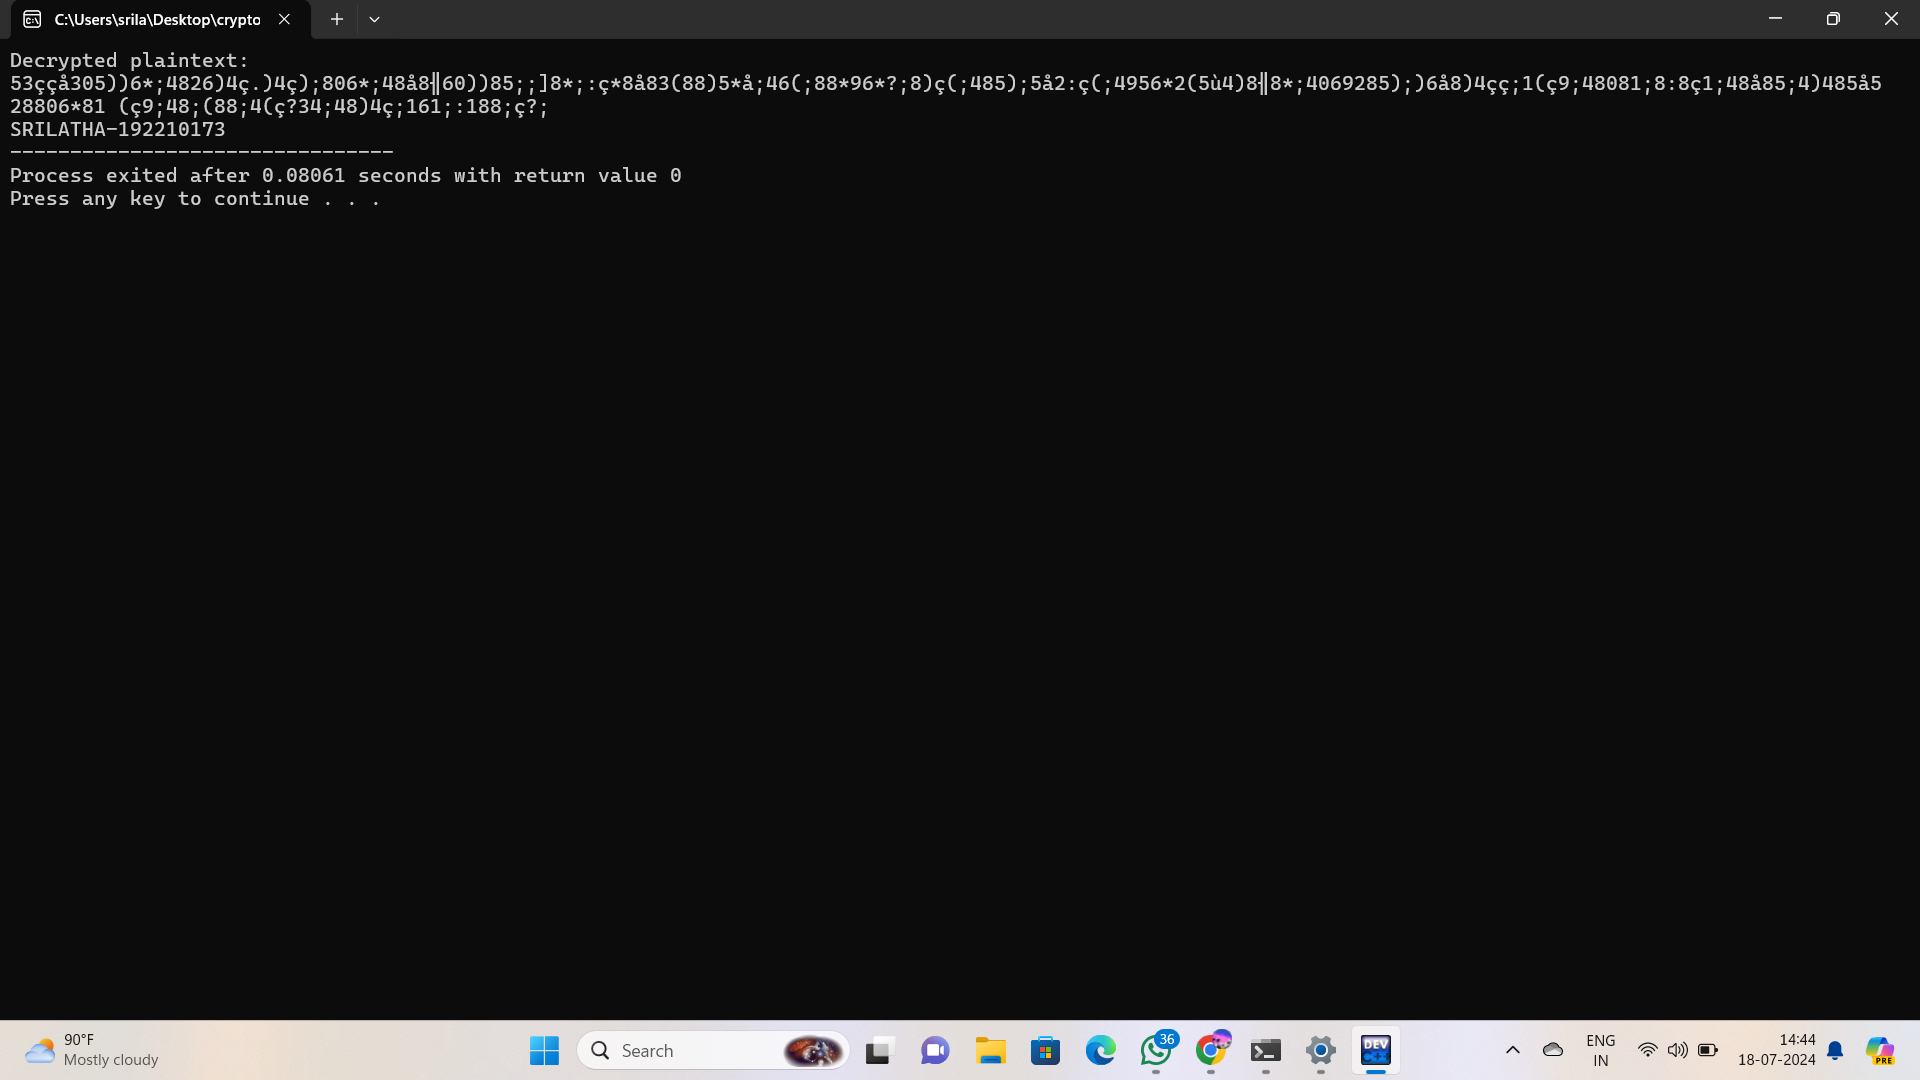 C:\Users\srila\Desktop\crypto
Decrypted plaintext:
53ççå305))6*;4826)4ç.)4ç);806*;48å8╢60))85;;]8*;:ç*8å83(88)5*å;46(;88*96*?;8)ç(;485);5å2:ç(;4956*2(5ù4)8╢8*;4069285);)6å8)4çç;1(ç9;48081;8:8ç1;48å85;4)485å5
28806*81 (ç9;48;(88;4(ç?34;48)4ç;161;:188;ç?;
SRILATHA-192210173
--------------------------------
Process exited after 0.08061 seconds with return value 0
Press any key to continue . . .
90°F
Mostly cloudy
Search
36
DEV
C++
ENG
IN
14:44
18-07-2024
PRE